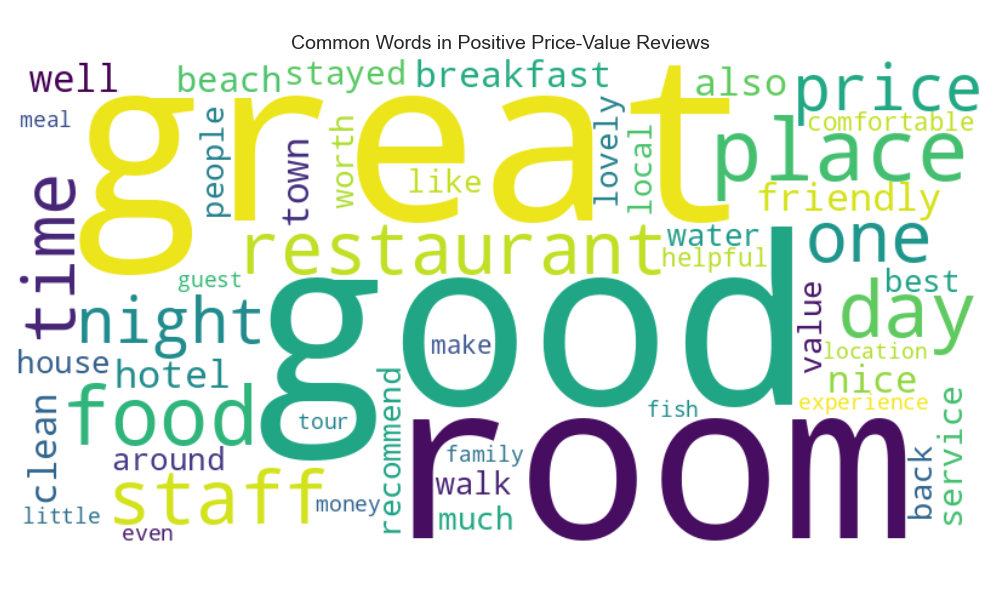 Common Words in Positive Price-Value Reviews
well
beach
stayed
breakfast
also
price
meal
great
people
town
worth
like
lovely
local
place
comfortable
friendly
time
restaurant
water
helpful
one
guest
good
best
night
day
value
house
hotel
make
location
nice
food
tour
recommend
fish
experience
clean
around
room
family
walk
back
service
staff
money
much
little
even